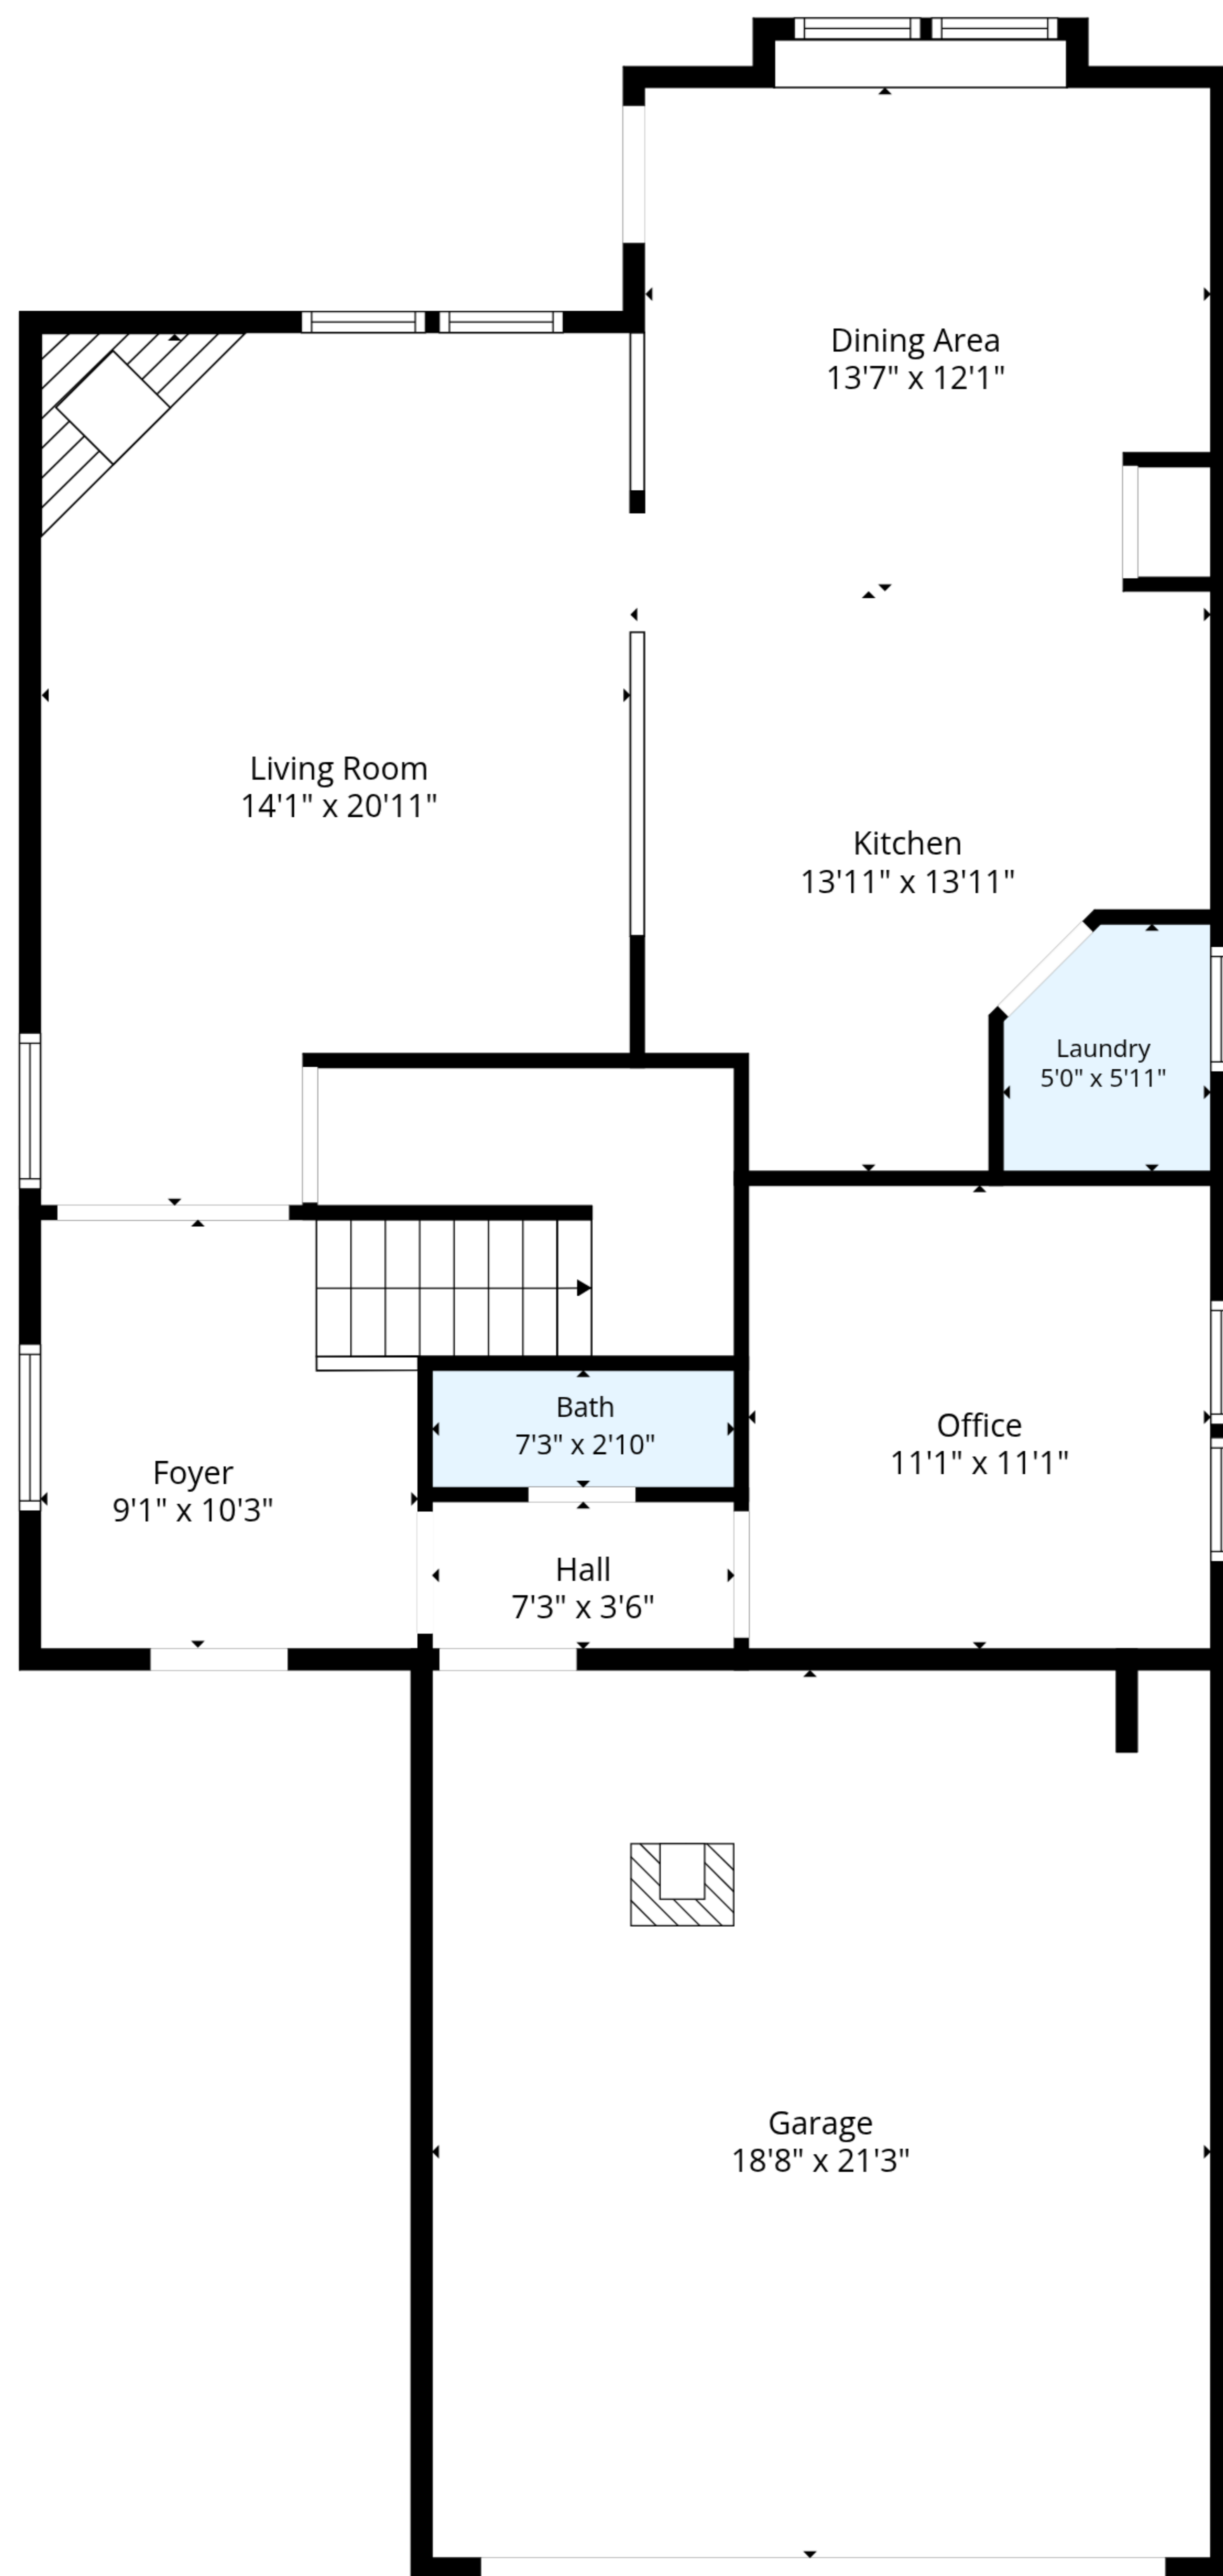 Dining Area
13'7" x 12'1"
Living Room
14'1" x 20'11"
Kitchen
13'11" x 13'11"
Laundry
5'0" x 5'11"
Bath
7'3" x 2'10"
Office
11'1" x 11'1"
Foyer
9'1" x 10'3"
Hall
7'3" x 3'6"
Garage
18'8" x 21'3"